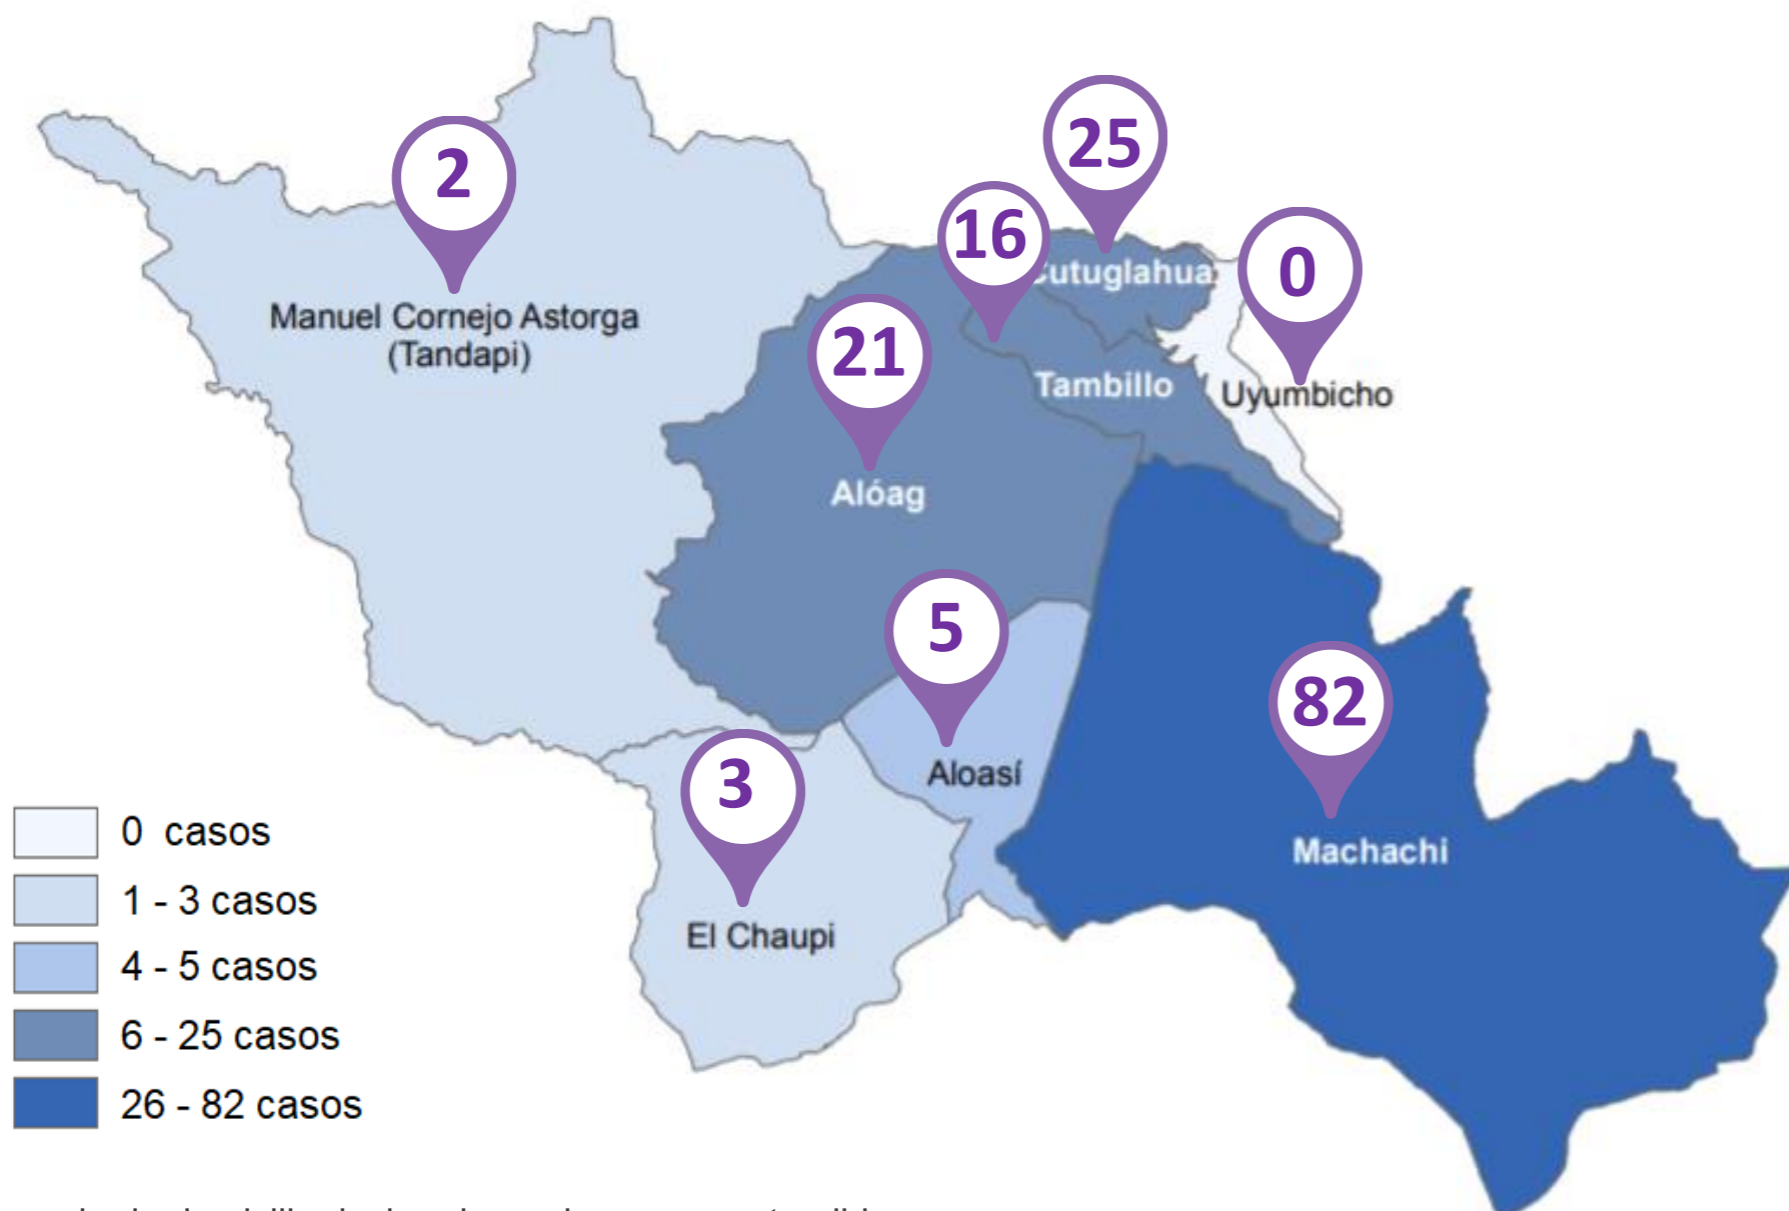 25
2
16
0
Cutuglahua
Manuel Cornejo Astorga
(Tandapi)
21
Tambillo
Uyumbicho
Alóag
5
82
Aloasí
3
Machachi
El Chaupi
0 casos
1 - 3 casos
4 - 5 casos
6 - 25 casos
26 - 82 casos